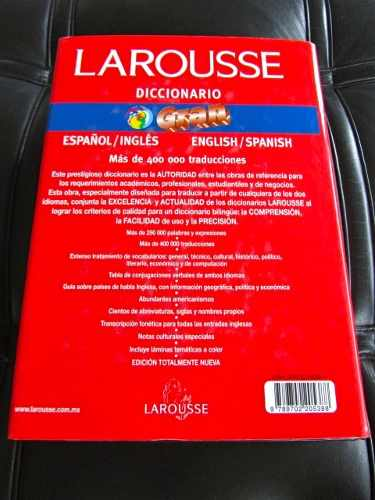 LAROUSSE
DICCIONARIO
Gran
ESPAÑOL/INGLÉS ENGLISH/SPANISH
Más de 400 000 traducciones
Este prestigioso diccionario es la AUTORIDAD entre las obras de referencia para
los requerimientos académicos, profesionales, estudiantiles y de negocios.
Esta obra, especialmente diseñada para traducir a partir de cualquiera de los dos
idiomas, conjunta la EXCELENCIA y ACTUALIDAD de los diccionarios LAROUSSE al
lograr los criterios de calidad para un diccionario bilingüe: la COMPRENSIÓN,
la FACILIDAD de uso y la PRECISIÓN.
Más de 290 000 palabras y expresiones
Más de 400 000 traducciones
Extenso tratamiento de vocabularios: general, técnico, cultural, histórico, político,
literario, económico y de computación
Tabla de conjugaciones verbales de ambos idiomas
Guía sobre países de habla inglesa, con información geográfica, política y económica
Abundantes americanismos
Cientos de abreviaturas, siglas y nombres propios
Transcripción fonética para todas las entradas inglesas
Notas culturales especiales
Incluye láminas temáticas a color
EDICIÓN TOTALMENTE NUEVA
LAROUSSE
www.larousse.com.mx
9 789702 205388